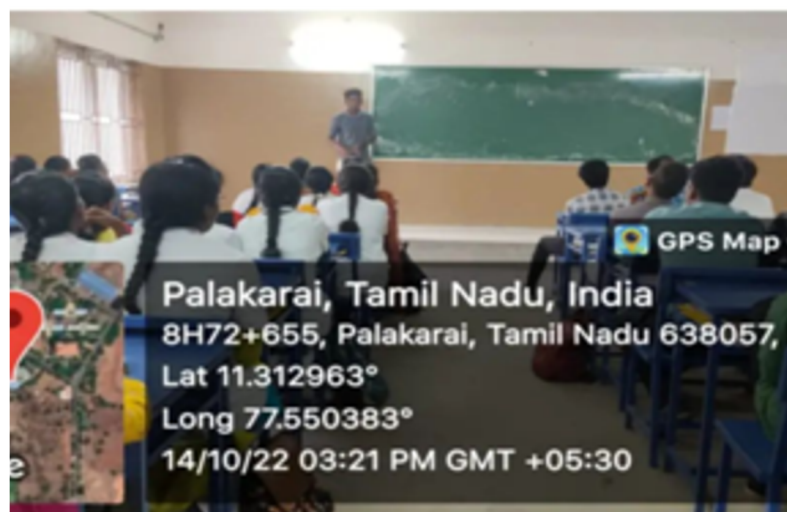 GPS Map
Palakarai, Tamil Nadu, India
8H72+655, Palakarai, Tamil Nadu 638057,
Lat 11.312963°
Long 77.550383°
14/10/22 03:21 PM GMT +05:30
e